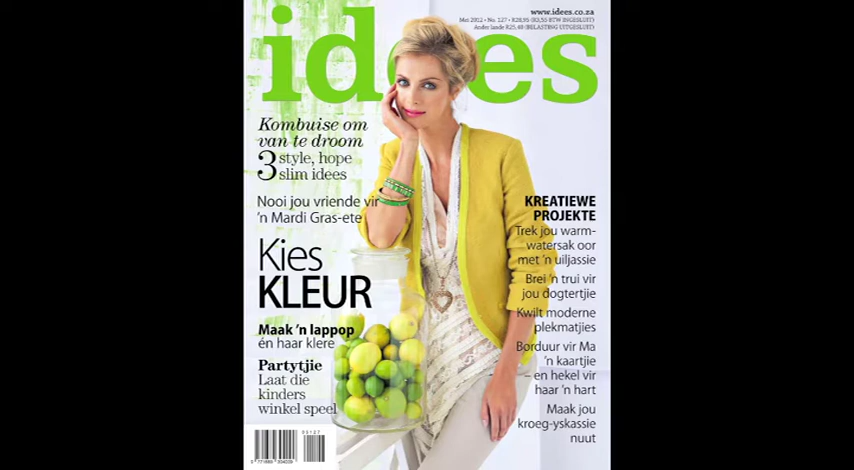 www.idees.co.za
Mei 2012 • No. 127 • R28,95 (R3,55 BTW INGESLUIT)
Ander lande R25,40 (BELASTING UITGESLUIT)
idees
Kombuise om
van te droom
3 style, hope
slim idees
Nooi jou vriende vir
'n Mardi Gras-ete
Kies
KLEUR
Maak 'n lappop
én haar klere
Partytjie
Laat die
kinders
winkel speel
KREATIEWE
PROJEKTE
Trek jou warm-
watersak oor
met 'n uiljassie
Brei 'n trui vir
jou dogtertjie
Kwilt moderne
plekmatjies
Borduur vir Ma
'n kaartjie
– en hekel vir
haar 'n hart
Maak jou
kroeg-yskassie
nuut